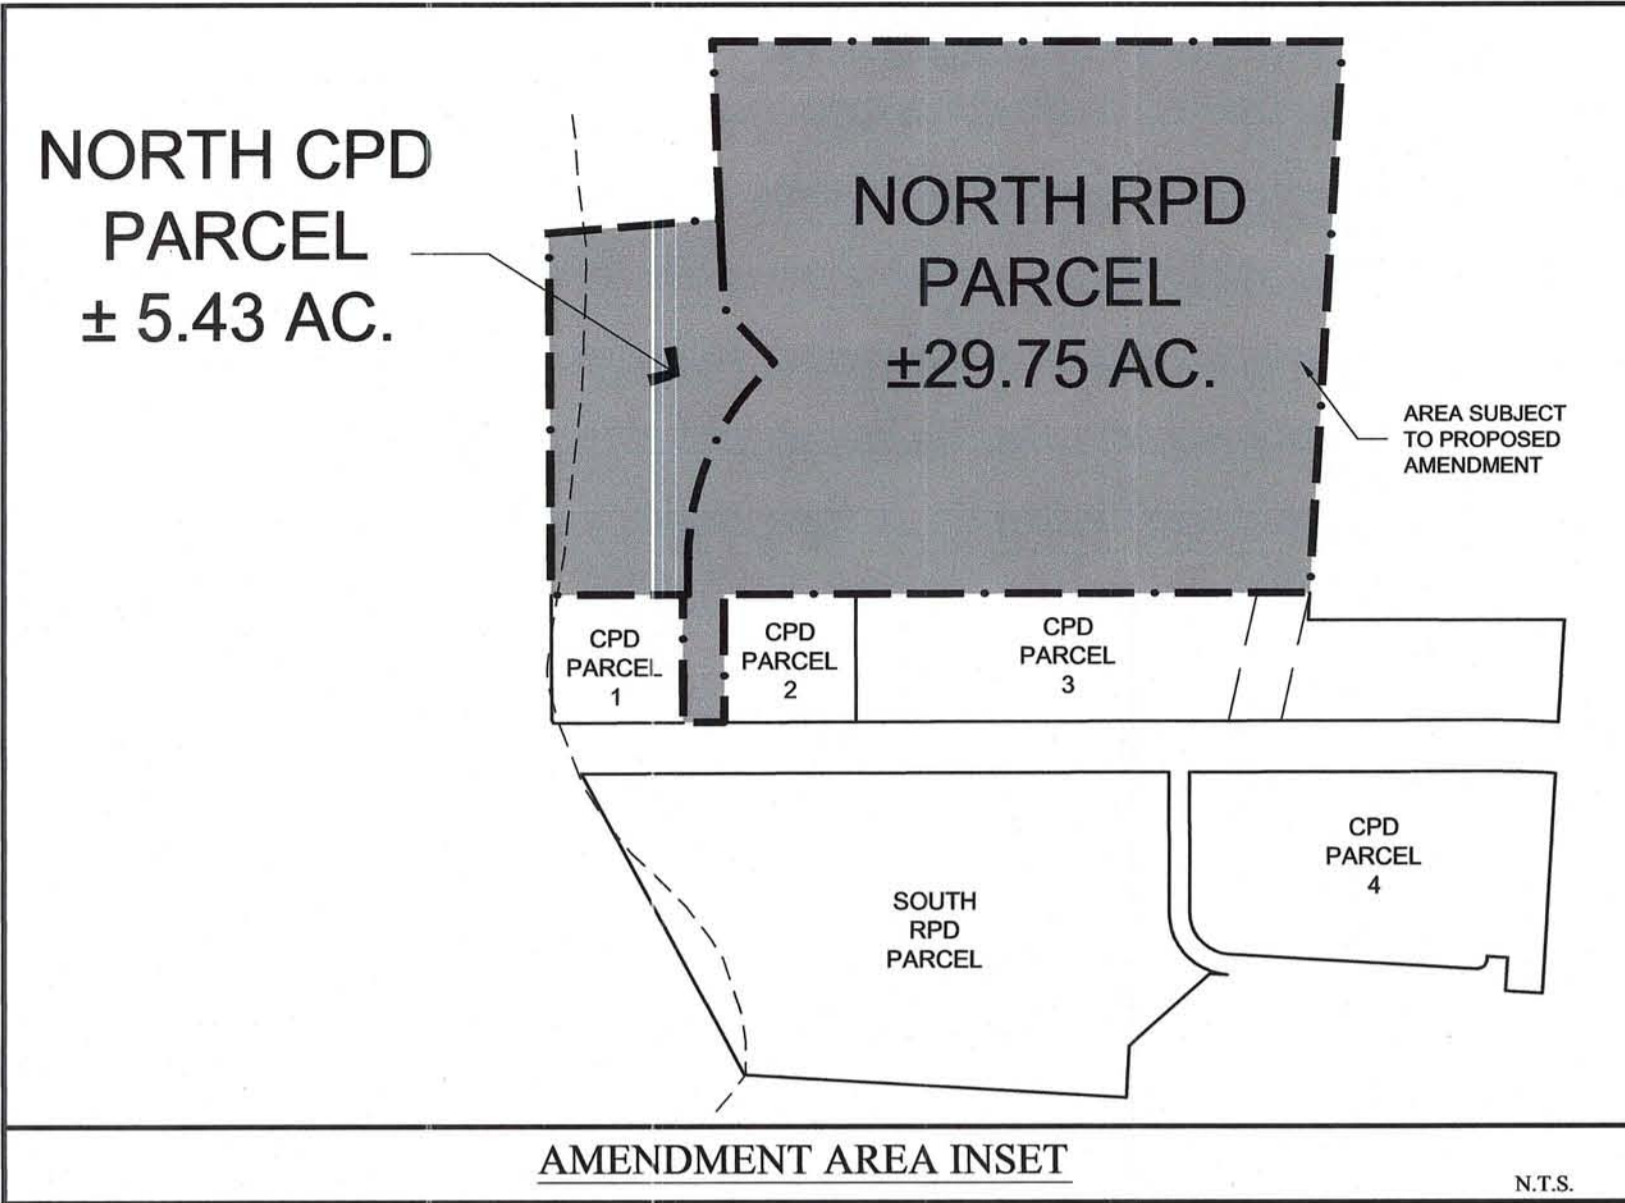 NORTH CPD
PARCEL
± 5.43 AC.
NORTH RPD
PARCEL
±29.75 AC.
AREA SUBJECT
TO PROPOSED
AMENDMENT
CPD
PARCEL
1
CPD
PARCEL
2
CPD
PARCEL
3
CPD
PARCEL
4
SOUTH
RPD
PARCEL
AMENDMENT AREA INSET
N.T.S.